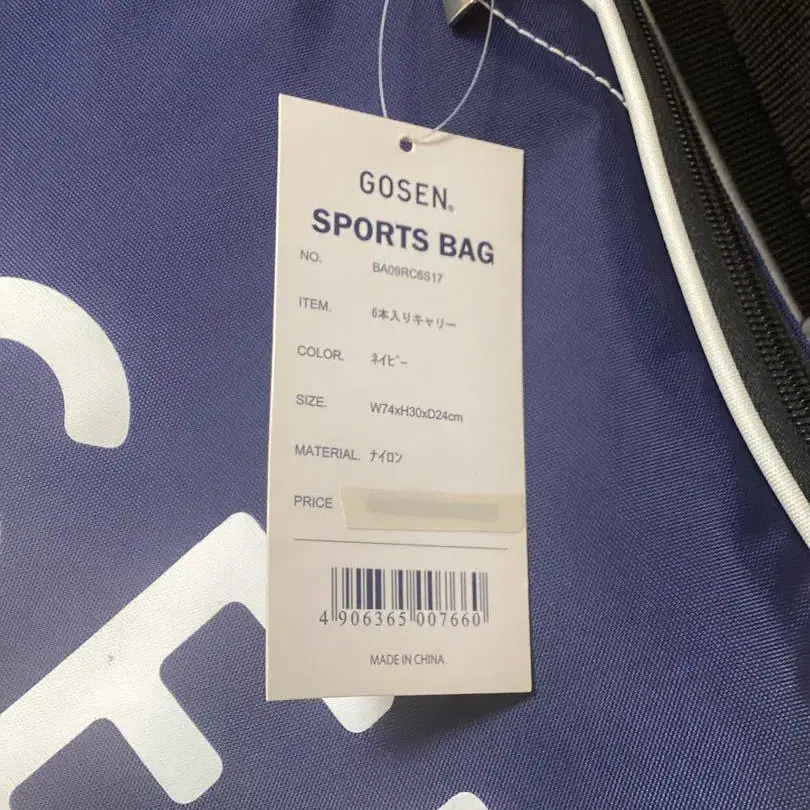 GOSEN®
SPORTS BAG
NO. BA09RC6S17
ITEM. 6本入りキャリー
COLOR. ネイビー
SIZE. W74xH30xD24cm
MATERIAL. ナイロン
PRICE
4 906365 007660
MADE IN CHINA